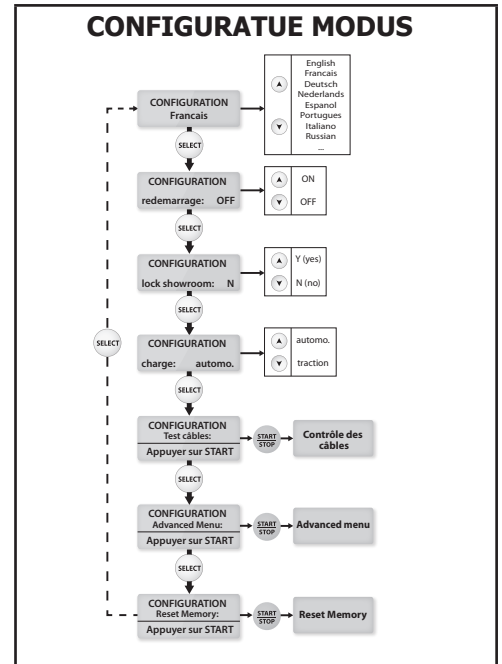 CONFIGURATUE MODUS
CONFIGURATION
Francais
English
Francais
Deutsch
Nederlands
Espanol
Portugues
Italiano
Russian
...
SELECT
CONFIGURATION
redemarrage: OFF
ON
OFF
SELECT
CONFIGURATION
lock showroom: N
Y (yes)
N (no)
SELECT
SELECT
CONFIGURATION
charge: automo.
automo.
traction
SELECT
CONFIGURATION
Test câbles:
Appuyer sur START
START
STOP
Contrôle des
câbles
SELECT
CONFIGURATION
Advanced Menu:
Appuyer sur START
START
STOP
Advanced menu
SELECT
CONFIGURATION
Reset Memory:
Appuyer sur START
START
STOP
Reset Memory